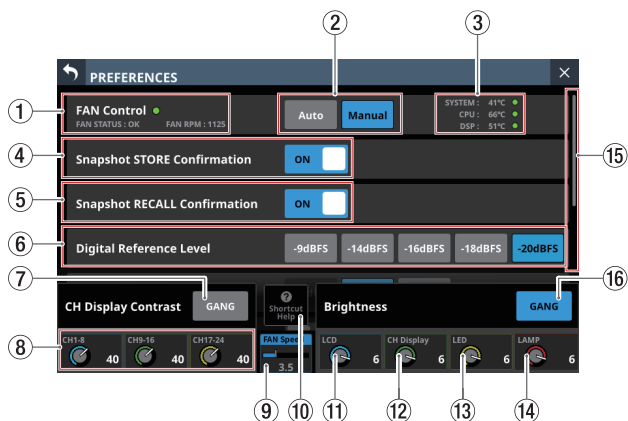 ② ③
PREFERENCES ×
① FAN Control Auto Manual SYSTEM : 41°C
FAN STATUS : OK FAN RPM : 1125 CPU : 66°C
DSP : 51°C
④ Snapshot STORE Confirmation ON ⑮
⑤ Snapshot RECALL Confirmation ON
⑥ Digital Reference Level -9dBFS -14dBFS -16dBFS -18dBFS -20dBFS
⑦ ⑯
CH Display Contrast GANG ? Shortcut Help Brightness GANG
⑧ CH1-8 CH9-16 CH17-24 FAN Speed LCD CH Display LED LAMP
40 40 40 3.5 6 6 6 6
⑨ ⑩ ⑪ ⑫ ⑬ ⑭